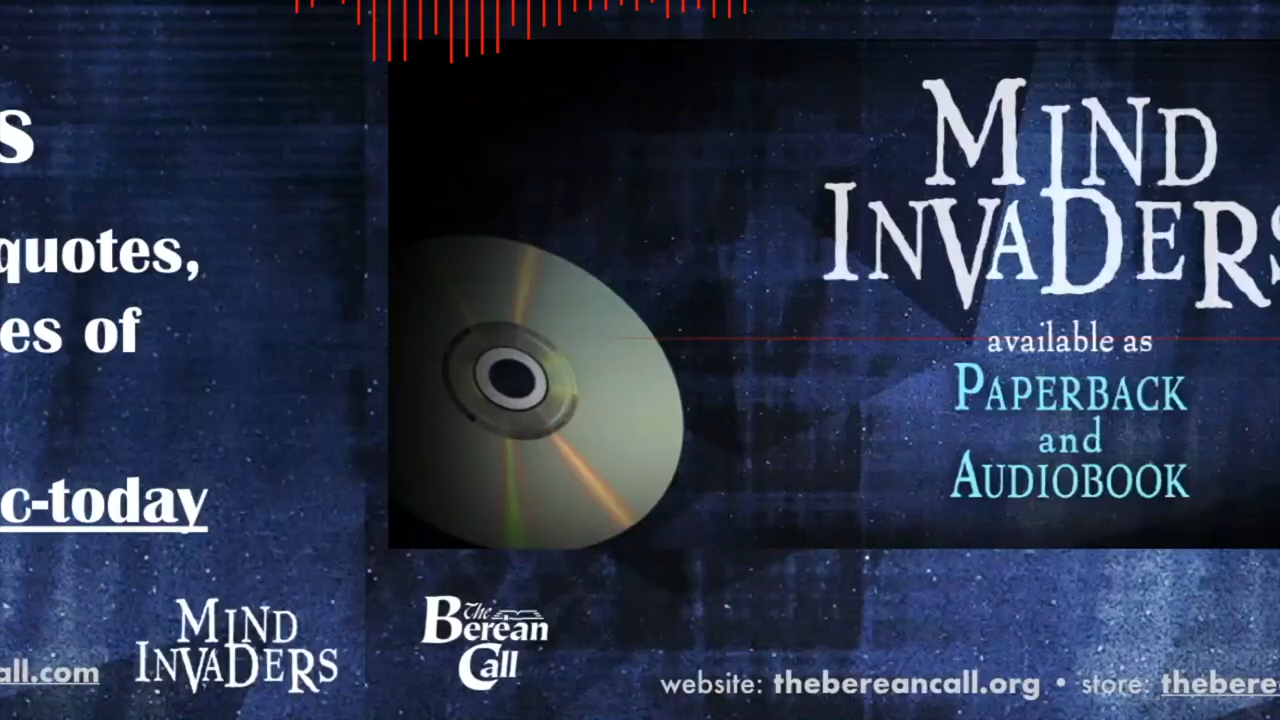 s
quotes,
es of
c-today
MIND
INVADERS
available as
PAPERBACK
and
AUDIOBOOK
all.com
MIND
INVADERS
The
Berean
Call
website: thebereancall.org • store: thebere